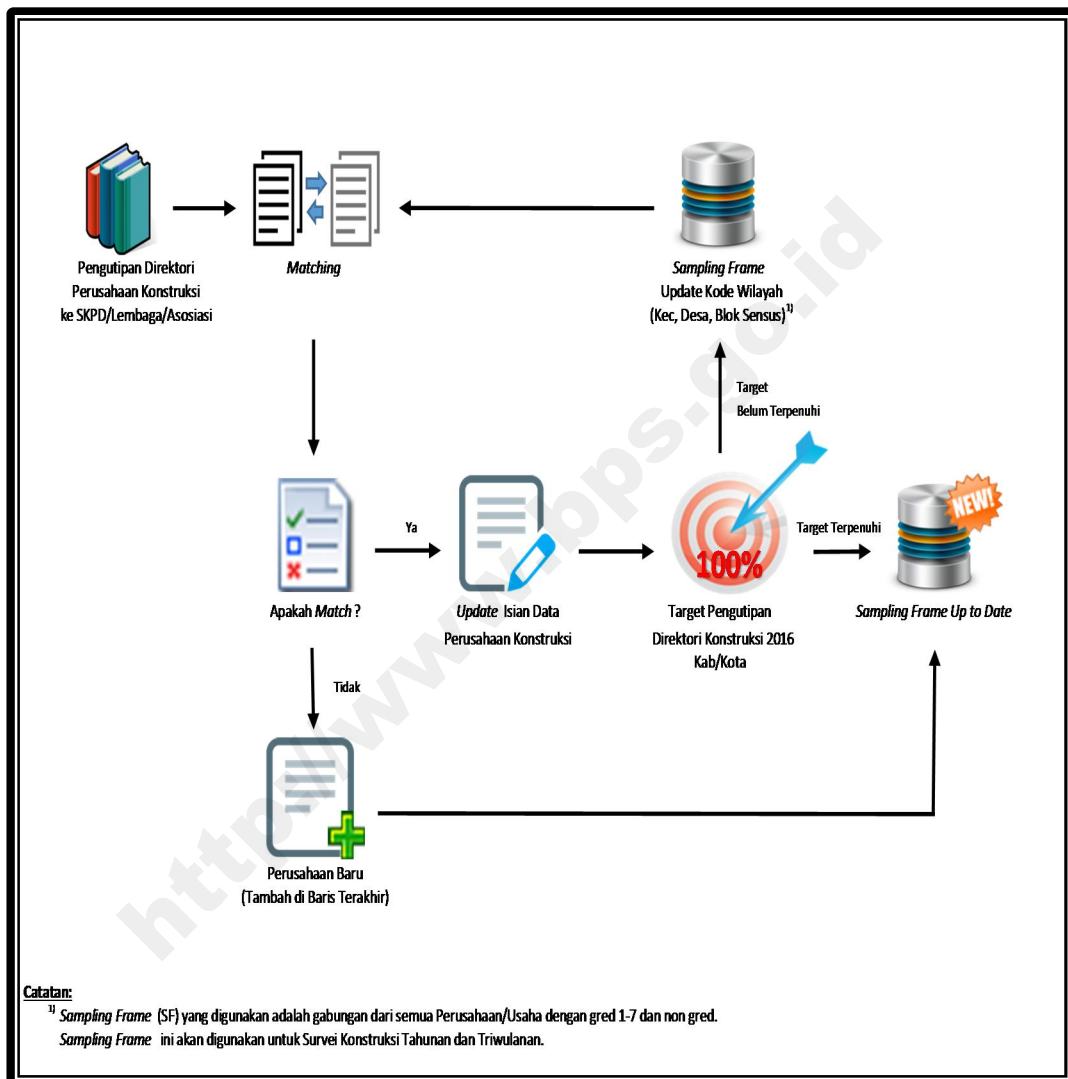 Pengutipan Direktori
Perusahaan Konstruksi
ke SKPD/Lembaga/Asosiasi
Matching
Sampling Frame
Update Kode Wilayah
(Kec, Desa, Blok Sensus)1)
Target
Belum Terpenuhi
Apakah Match ?
Ya
Update Isian Data
Perusahaan Konstruksi
100%
Target Pengutipan
Direktori Konstruksi 2016
Kab/Kota
Target Terpenuhi
NEW!
Sampling Frame Up to Date
Tidak
Perusahaan Baru
(Tambah di Baris Terakhir)
Catatan:
1) Sampling Frame (SF) yang digunakan adalah gabungan dari semua Perusahaan/Usaha dengan gred 1-7 dan non gred.
Sampling Frame ini akan digunakan untuk Survei Konstruksi Tahunan dan Triwulanan.
http://www.bps.go.id